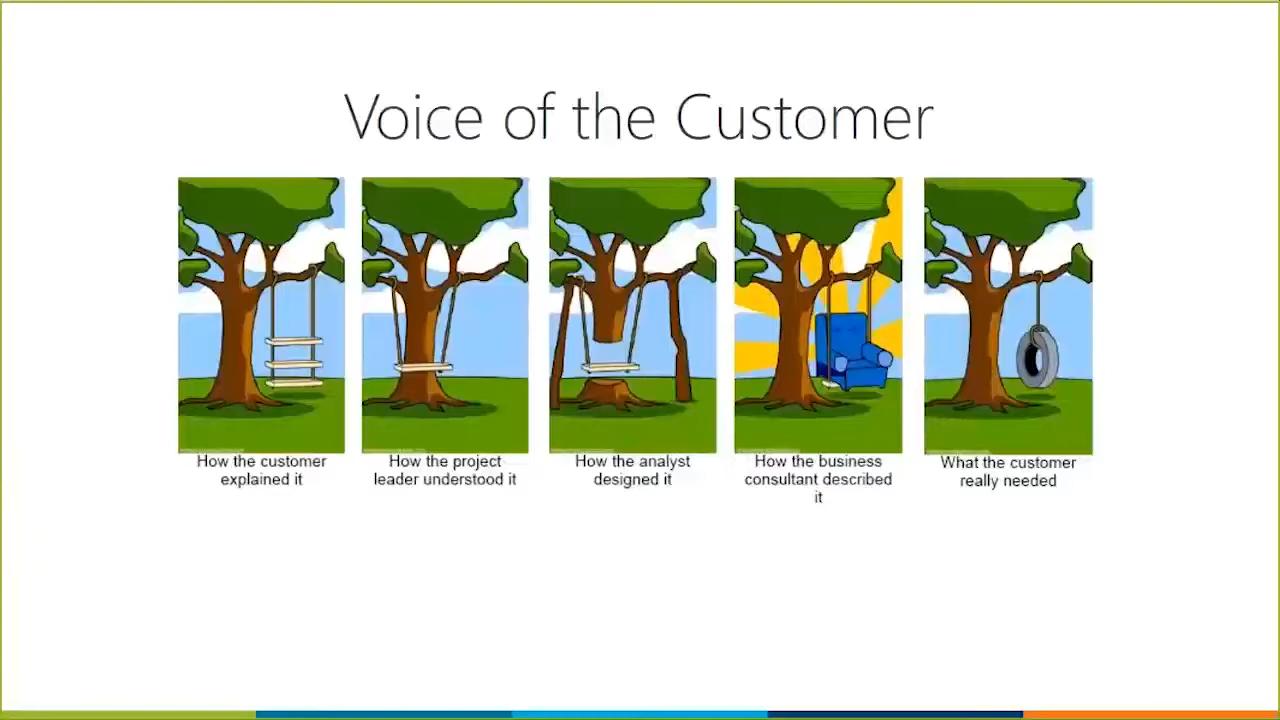 Voice of the Customer
How the customer
explained it
How the project
leader understood it
How the analyst
designed it
How the business
consultant described
it
What the customer
really needed